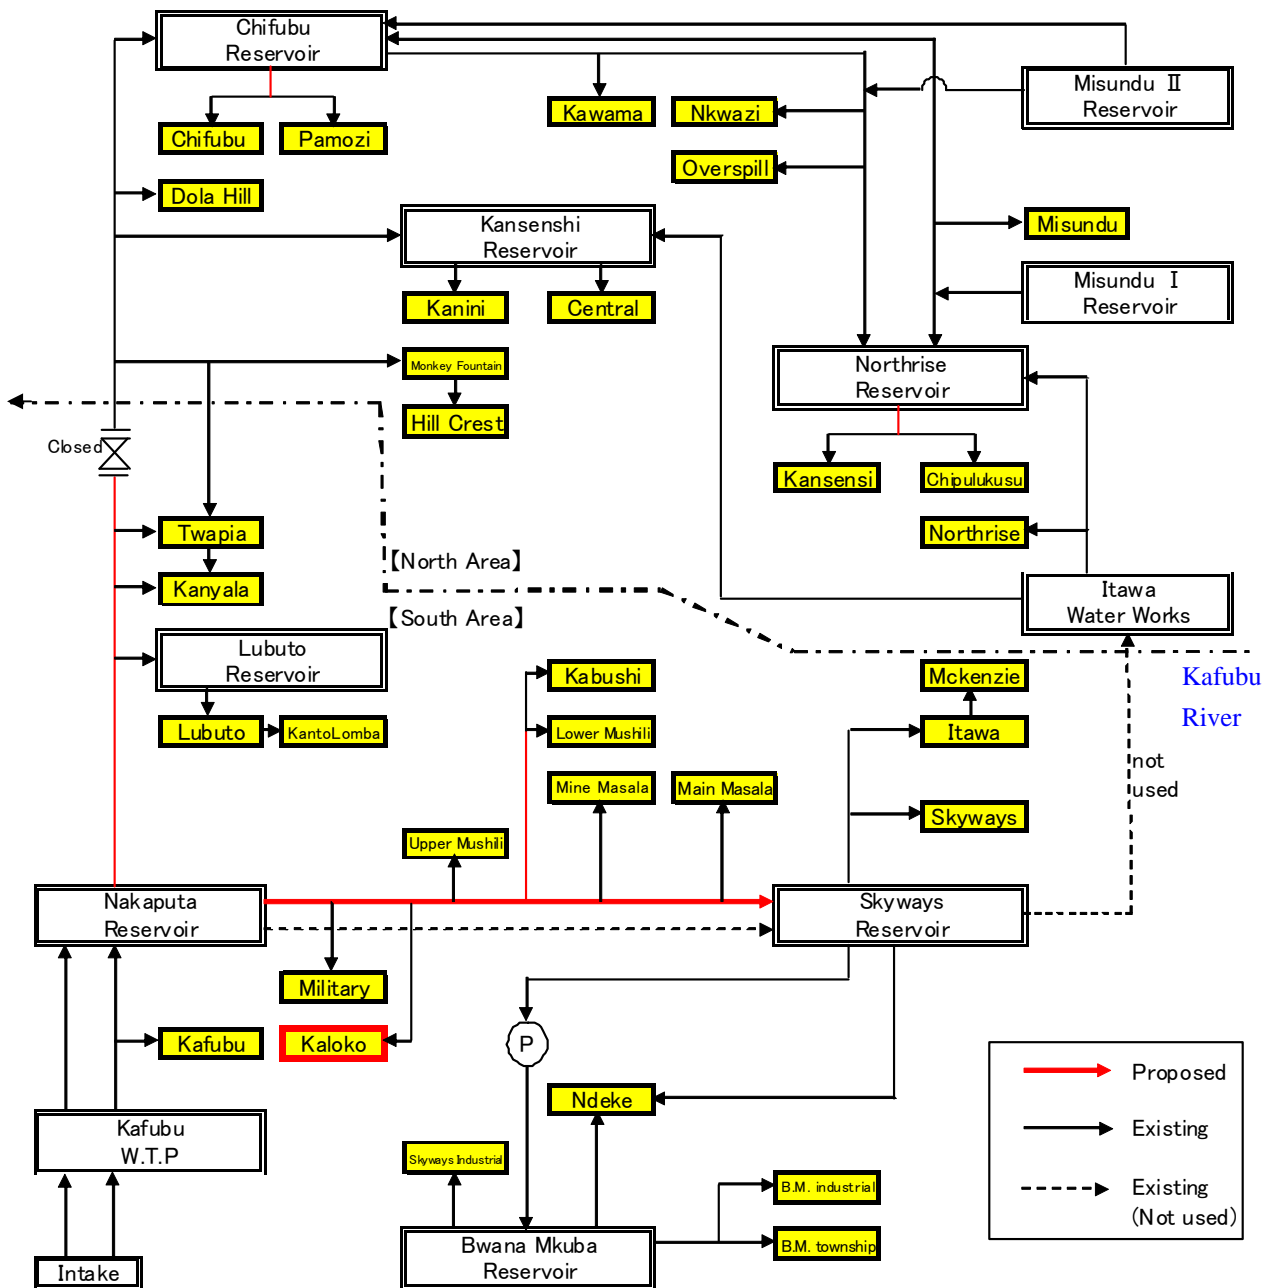 Chifubu
Reservoir
Misundu Ⅱ
Reservoir
Kawama
Nkwazi
Chifubu
Pamozi
Overspill
Dola Hill
Kansenshi
Reservoir
Misundu
Misundu Ⅰ
Reservoir
Kanini
Central
Monkey Fountain
Northrise
Reservoir
Hill Crest
Closed
Kansensi
Chipulukusu
Twapia
Northrise
【North Area】
Kanyala
Itawa
Water Works
【South Area】
Lubuto
Reservoir
Kabushi
Mckenzie
Kafubu
River
Lubuto
KantoLomba
Lower Mushili
Itawa
not
used
Mine Masala
Main Masala
Skyways
Upper Mushili
Nakaputa
Reservoir
Skyways
Reservoir
Military
Kafubu
Kaloko
P
Proposed
Ndeke
Existing
Kafubu
W.T.P
Skyways Industrial
B.M. industrial
Existing
(Not used)
Bwana Mkuba
Reservoir
B.M. township
Intake